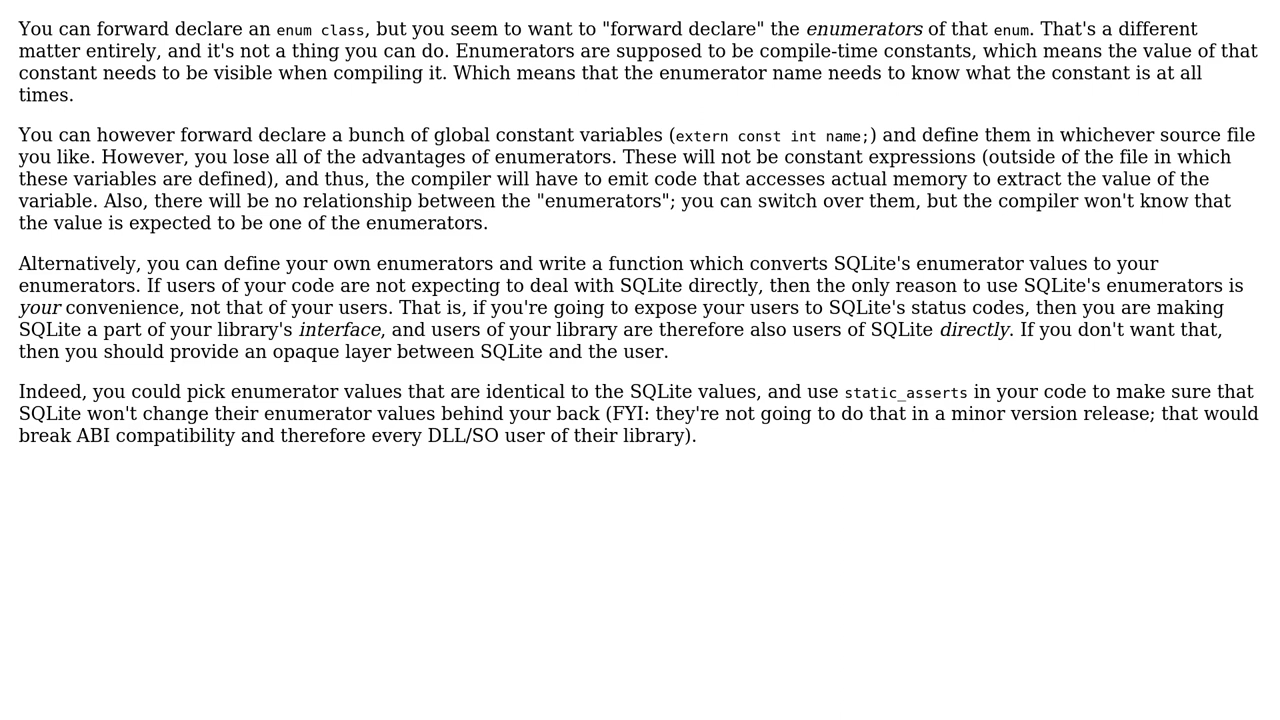 You can forward declare an enum class, but you seem to want to "forward declare" the enumerators of that enum. That's a different
matter entirely, and it's not a thing you can do. Enumerators are supposed to be compile-time constants, which means the value of that
constant needs to be visible when compiling it. Which means that the enumerator name needs to know what the constant is at all
times.
You can however forward declare a bunch of global constant variables (extern const int name;) and define them in whichever source file
you like. However, you lose all of the advantages of enumerators. These will not be constant expressions (outside of the file in which
these variables are defined), and thus, the compiler will have to emit code that accesses actual memory to extract the value of the
variable. Also, there will be no relationship between the "enumerators"; you can switch over them, but the compiler won't know that
the value is expected to be one of the enumerators.
Alternatively, you can define your own enumerators and write a function which converts SQLite's enumerator values to your
enumerators. If users of your code are not expecting to deal with SQLite directly, then the only reason to use SQLite's enumerators is
your convenience, not that of your users. That is, if you're going to expose your users to SQLite's status codes, then you are making
SQLite a part of your library's interface, and users of your library are therefore also users of SQLite directly. If you don't want that,
then you should provide an opaque layer between SQLite and the user.
Indeed, you could pick enumerator values that are identical to the SQLite values, and use static_asserts in your code to make sure that
SQLite won't change their enumerator values behind your back (FYI: they're not going to do that in a minor version release; that would
break ABI compatibility and therefore every DLL/SO user of their library).